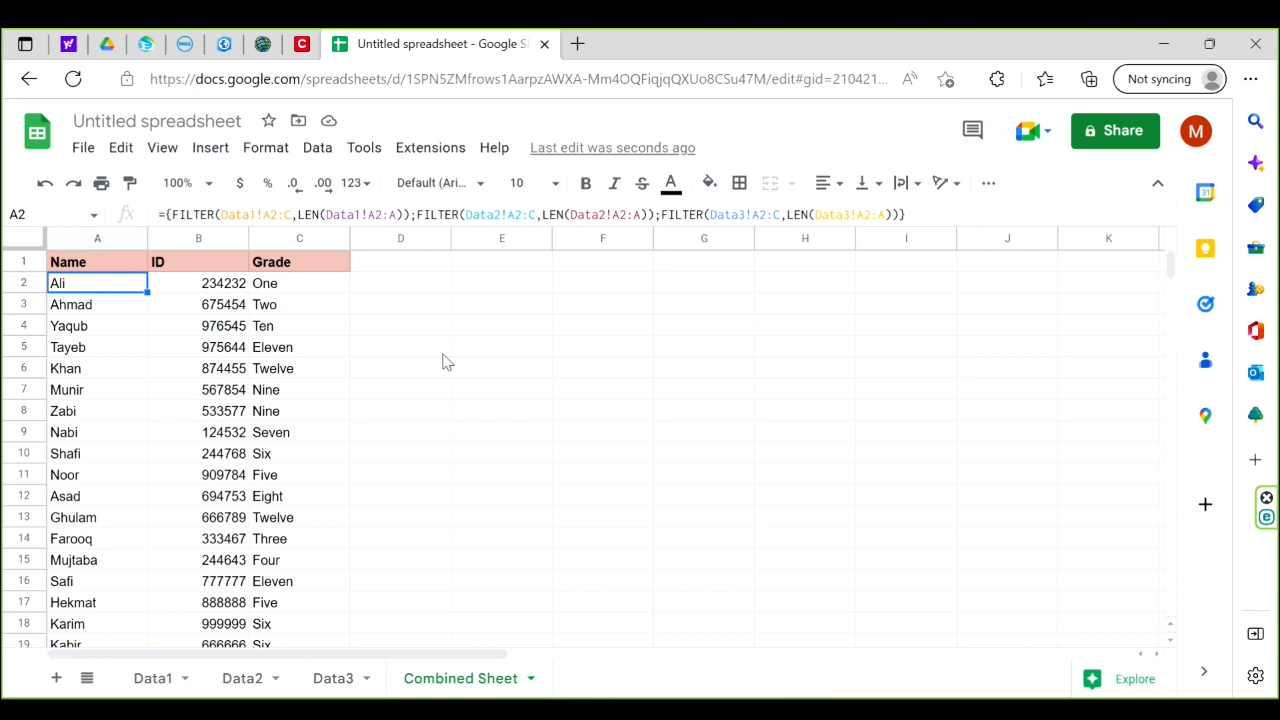 Untitled spreadsheet - Google S
https://docs.google.com/spreadsheets/d/1SPN5ZMfrows1AarpzAWXA-Mm4OQFiqjqQXUo8CSu47M/edit#gid=210421...
Not syncing
Untitled spreadsheet
File Edit View Insert Format Data Tools Extensions Help Last edit was seconds ago
Share
M
100% $ % .0 .00 123 Default (Ari... 10 B I S A
A2 fx ={FILTER(Data1!A2:C,LEN(Data1!A2:A));FILTER(Data2!A2:C,LEN(Data2!A2:A));FILTER(Data3!A2:C,LEN(Data3!A2:A))}
A B C D E F G H I J K
1 Name ID Grade
2 Ali 234232 One
3 Ahmad 675454 Two
4 Yaqub 976545 Ten
5 Tayeb 975644 Eleven
6 Khan 874455 Twelve
7 Munir 567854 Nine
8 Zabi 533577 Nine
9 Nabi 124532 Seven
10 Shafi 244768 Six
11 Noor 909784 Five
12 Asad 694753 Eight
13 Ghulam 666789 Twelve
14 Farooq 333467 Three
15 Mujtaba 244643 Four
16 Safi 777777 Eleven
17 Hekmat 888888 Five
18 Karim 999999 Six
19 Kabir 666666 Six
Data1 Data2 Data3 Combined Sheet Explore